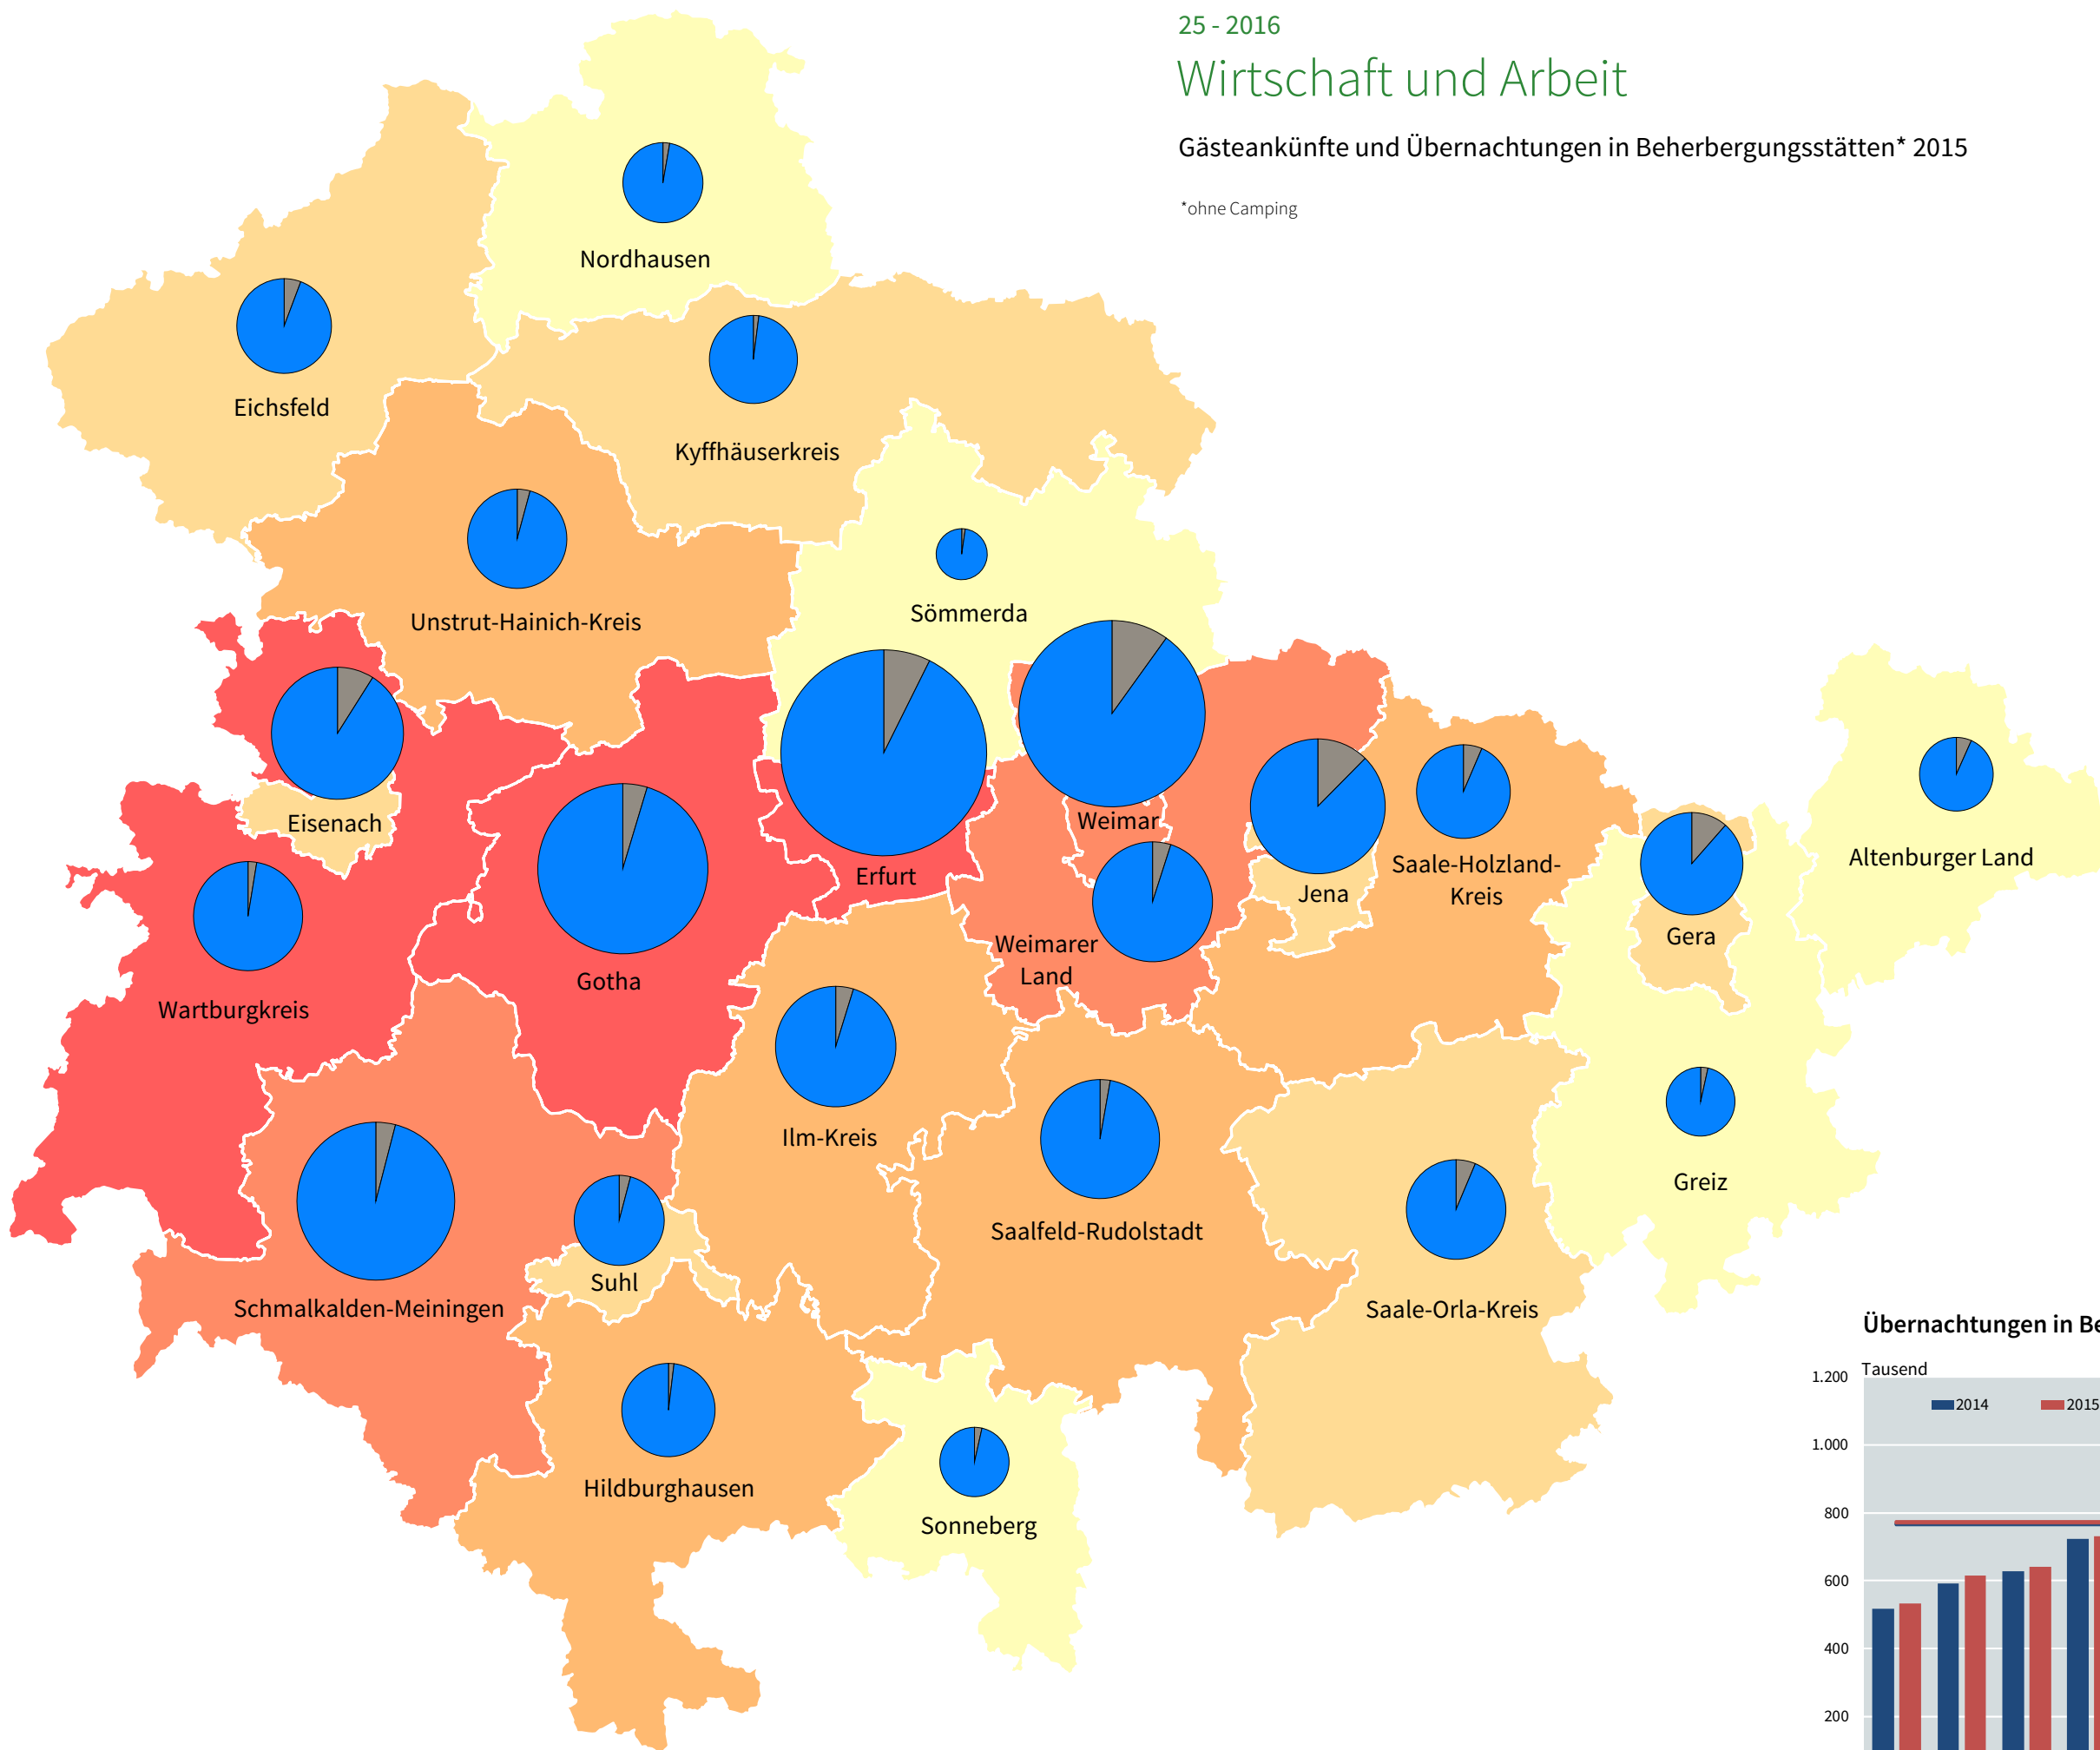 25 - 2016
Wirtschaft und Arbeit
Gästeankünfte und Übernachtungen in Beherbergungsstätten* 2015
*ohne Camping
Nordhausen
Eichsfeld
Kyffhäuserkreis
Unstrut-Hainich-Kreis
Sömmerda
Eisenach
Weimar
Erfurt
Saale-Holzland-
Kreis
Jena
Altenburger Land
Gera
Weimarer
Land
Gotha
Wartburgkreis
Ilm-Kreis
Greiz
Saalfeld-Rudolstadt
Suhl
Schmalkalden-Meiningen
Saale-Orla-Kreis
Hildburghausen
Sonneberg
Übernachtungen in Be
Tausend
1.200
2014
2015
1.000
800
600
400
200